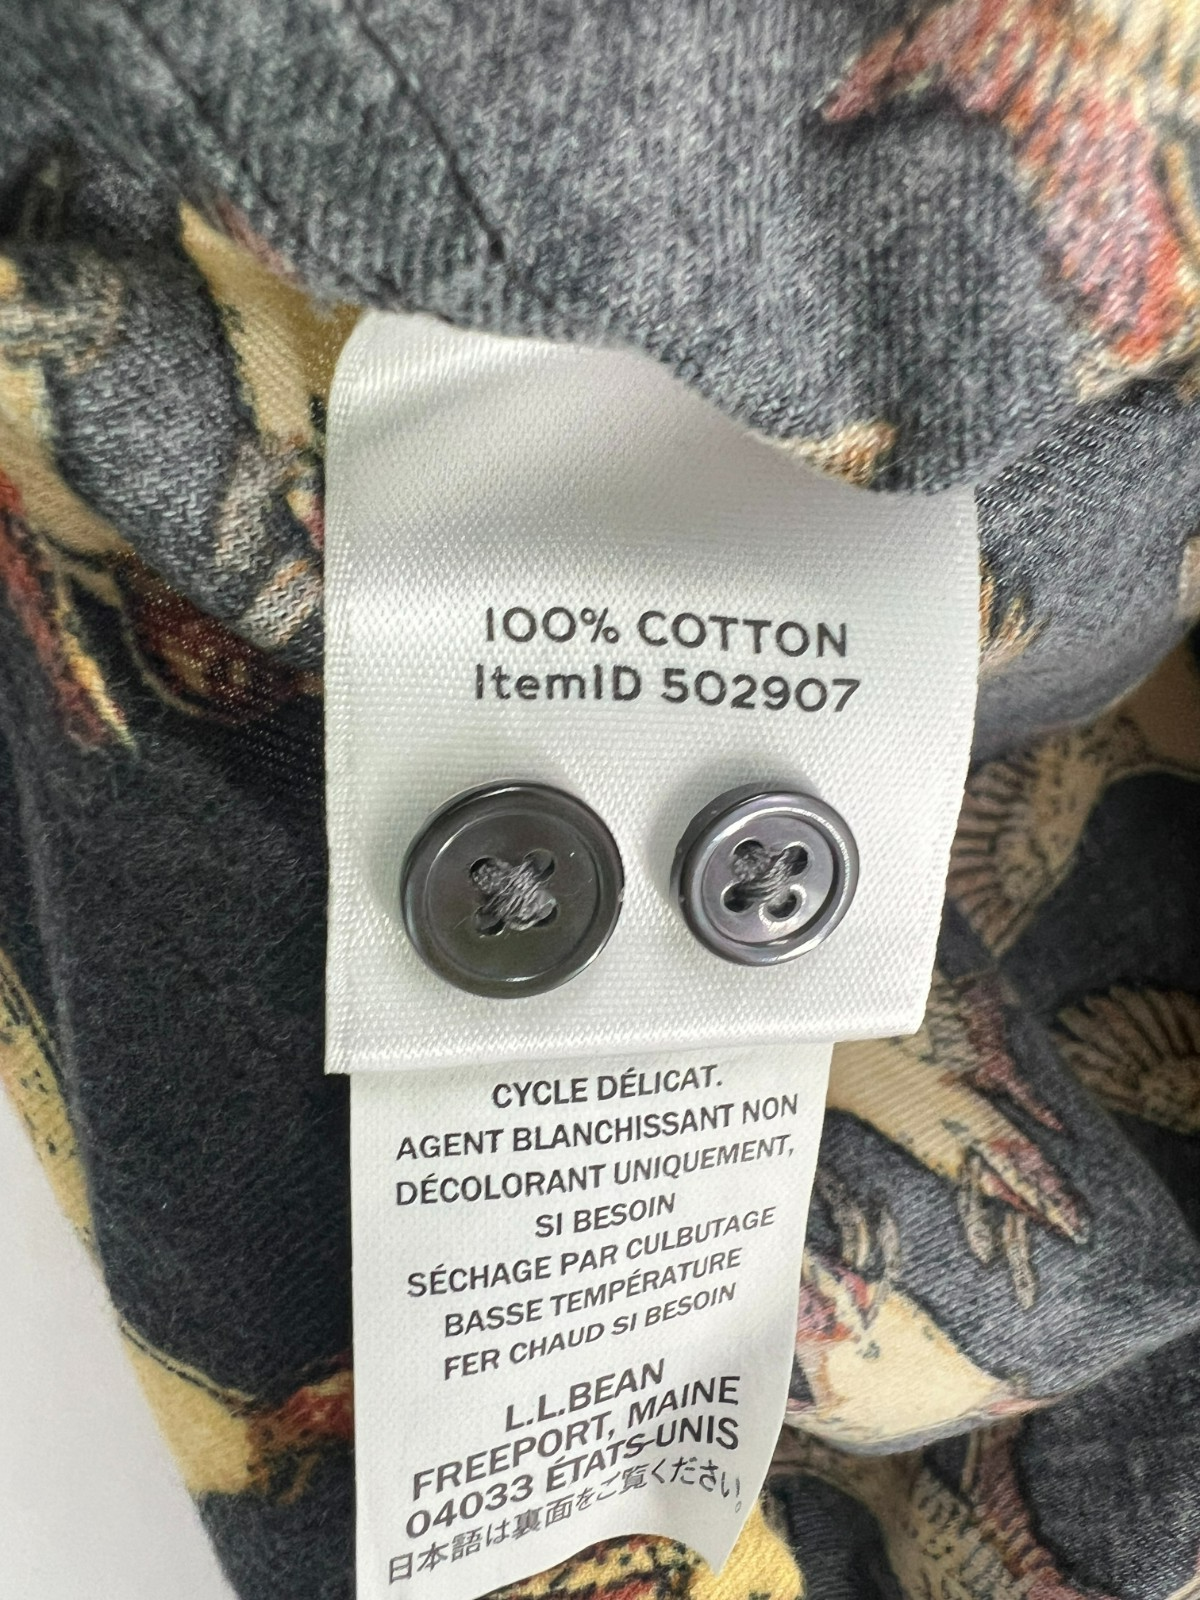 100% COTTON
ItemID 502907
CYCLE DÉLICAT.
AGENT BLANCHISSANT NON
DÉCOLORANT UNIQUEMENT,
SI BESOIN
SÉCHAGE PAR CULBUTAGE
BASSE TEMPÉRATURE
FER CHAUD SI BESOIN
L.L.BEAN
FREEPORT, MAINE
04033 ÉTATS-UNIS
日本語は裏面をご覧ください。